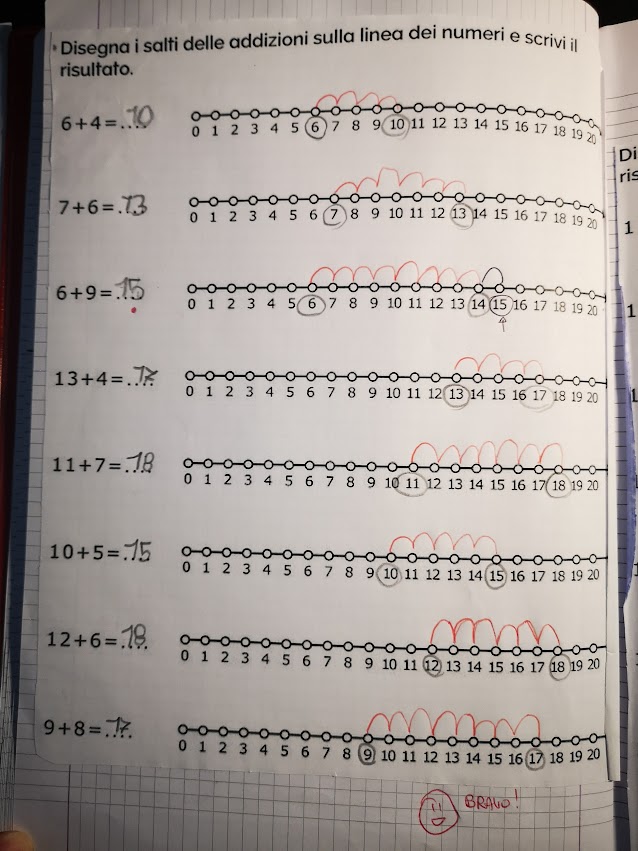 Disegna i salti delle addizioni sulla linea dei numeri e scrivi il
risultato.
6+4=....10
0 1 2 3 4 5 6 7 8 9 10 11 12 13 14 15 16 17 18 19 20
7+6=.13
0 1 2 3 4 5 6 7 8 9 10 11 12 13 14 15 16 17 18 19 20
6+9=..15
0 1 2 3 4 5 6 7 8 9 10 11 12 13 14 15 16 17 18 19 20
13+4=..17
0 1 2 3 4 5 6 7 8 9 10 11 12 13 14 15 16 17 18 19 20
11+7=..18
0 1 2 3 4 5 6 7 8 9 10 11 12 13 14 15 16 17 18 19 20
10+5=.15
0 1 2 3 4 5 6 7 8 9 10 11 12 13 14 15 16 17 18 19 20
12+6=.18.
0 1 2 3 4 5 6 7 8 9 10 11 12 13 14 15 16 17 18 19 20
9+8=..17.
0 1 2 3 4 5 6 7 8 9 10 11 12 13 14 15 16 17 18 19 20
BRAVO!
Di
ris
1
1